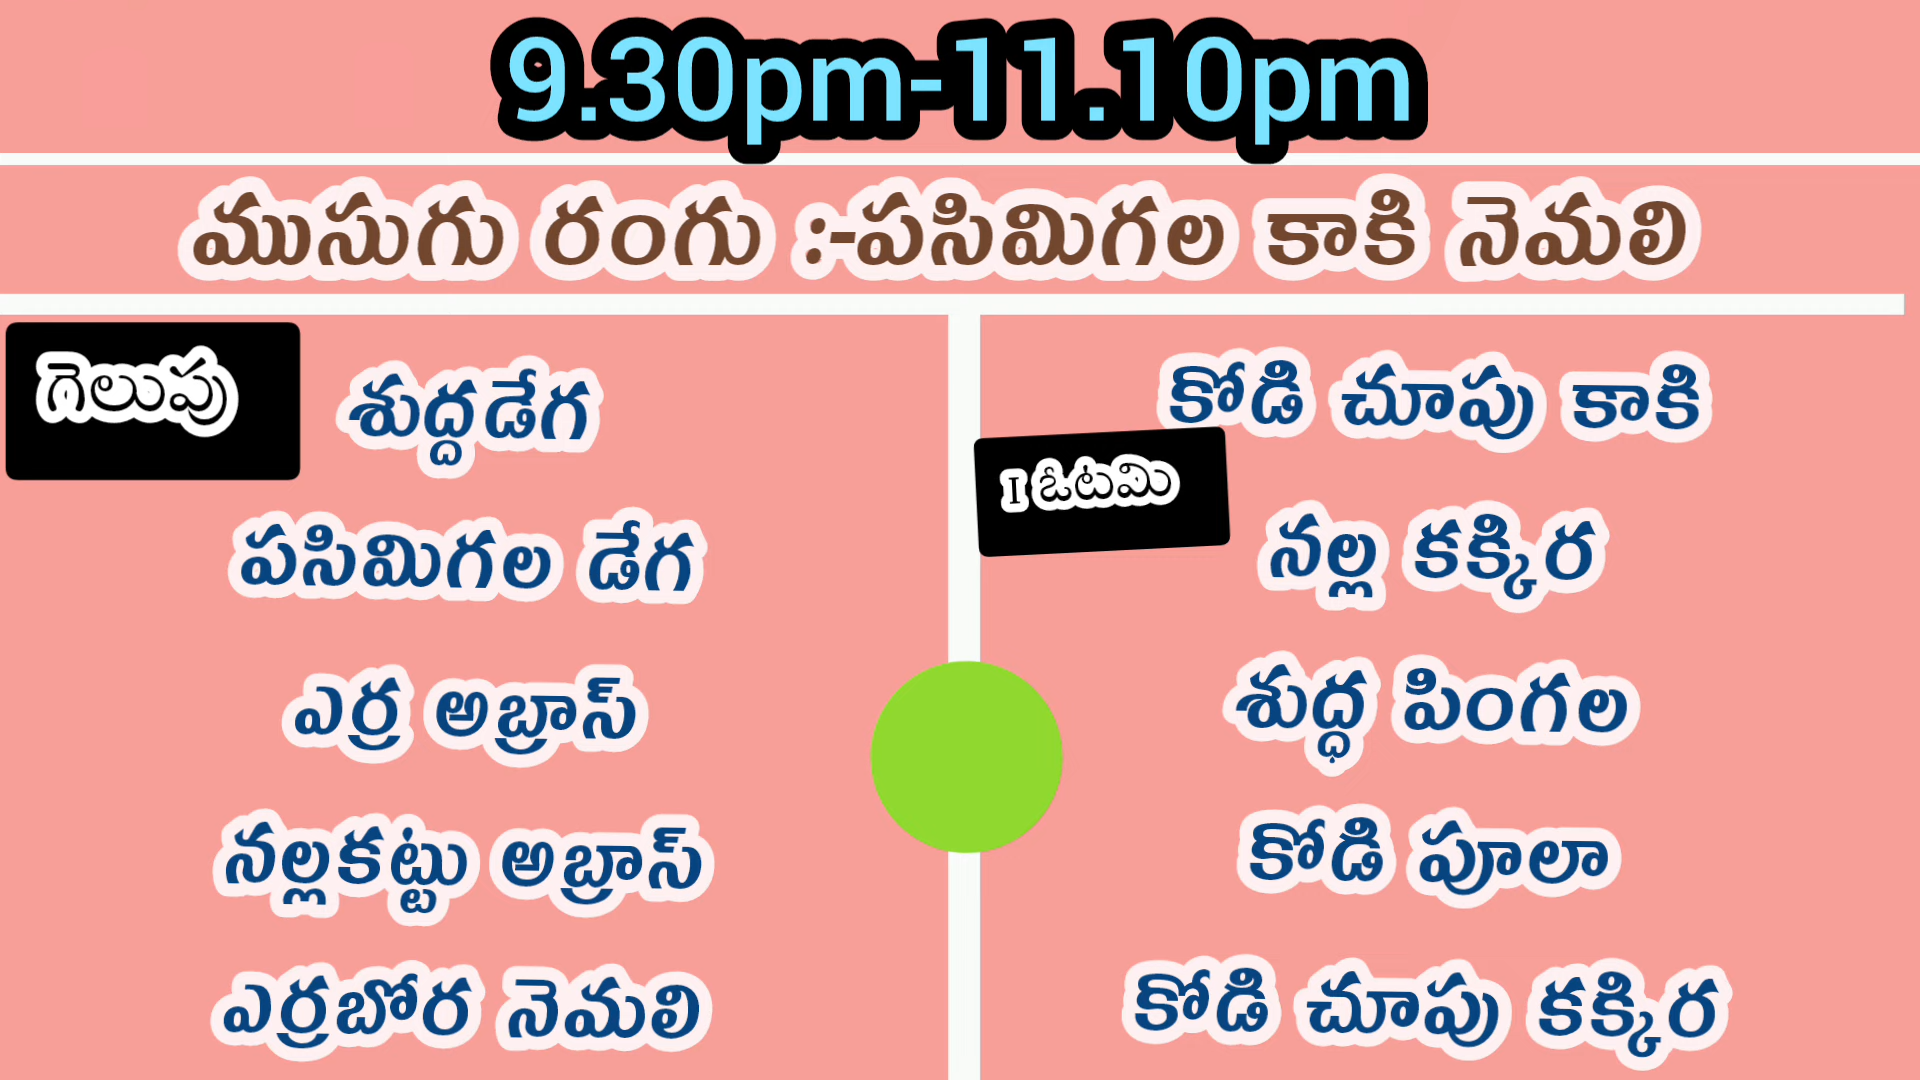 9.30pm-11.10pm
ముసుగు రంగు :-పసిమిగల కాకి నెమలి
గెలుపు
శుద్దడేగ
పసిమిగల డేగ
ఎర్ర అబ్రాస్
నల్లకట్టు అబ్రాస్
ఎర్రబోర నెమలి
కోడి చూపు కాకి
I ఓటమి
నల్ల కక్కిర
శుద్ధ పింగల
కోడి పూలా
కోడి చూపు కక్కిర